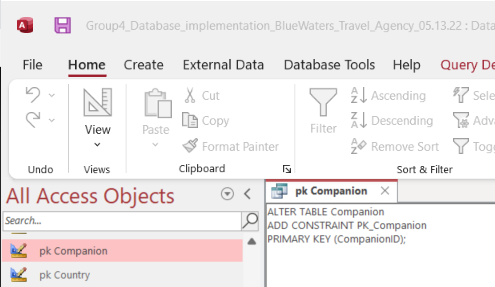 Group4_Database_implementation_BlueWaters_Travel_Agency_05.13.22 : Data
File Home Create External Data Database Tools Help Query De
View
Paste
Cut
Copy
Format Painter
Filter
Ascending
Descending
Remove Sort
Sele
Adva
Togg
Undo Views Clipboard Sort & Filter
All Access Objects
Search...
pk Companion
pk Country
pk Companion
ALTER TABLE Companion
ADD CONSTRAINT PK_Companion
PRIMARY KEY (CompanionID);